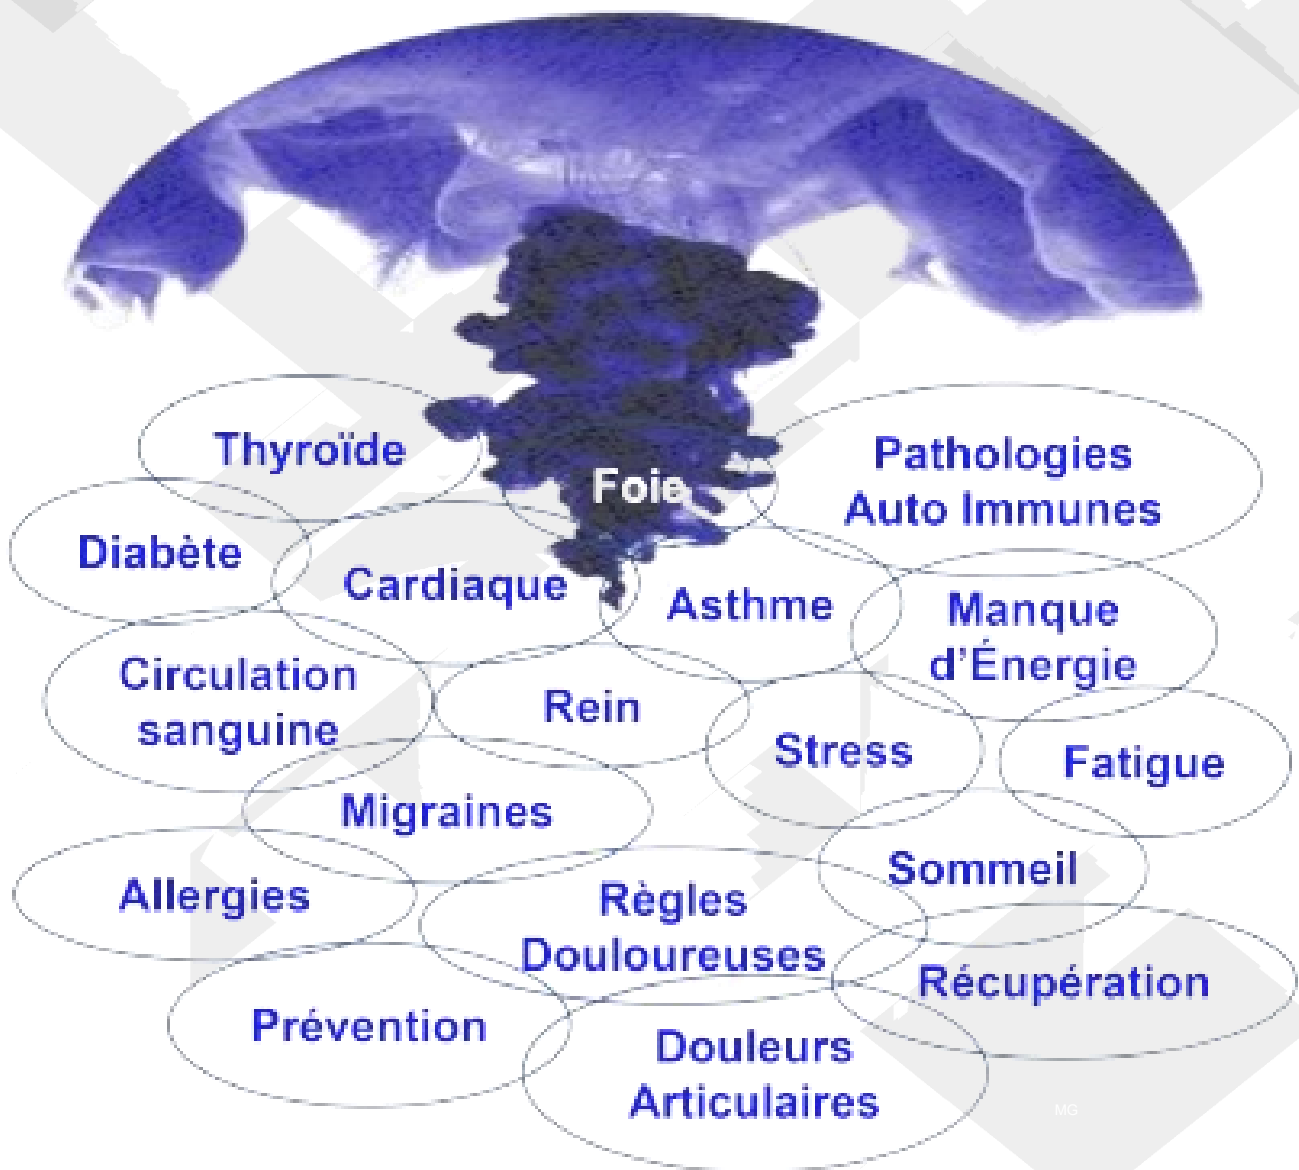 Thyroïde
Foie
Pathologies
Auto Immunes
Diabète
Cardiaque
Asthme
Manque
d’Énergie
Circulation
sanguine
Rein
Stress
Fatigue
Migraines
Sommeil
Allergies
Règles
Douloureuses
Récupération
Prévention
Douleurs
Articulaires
MG